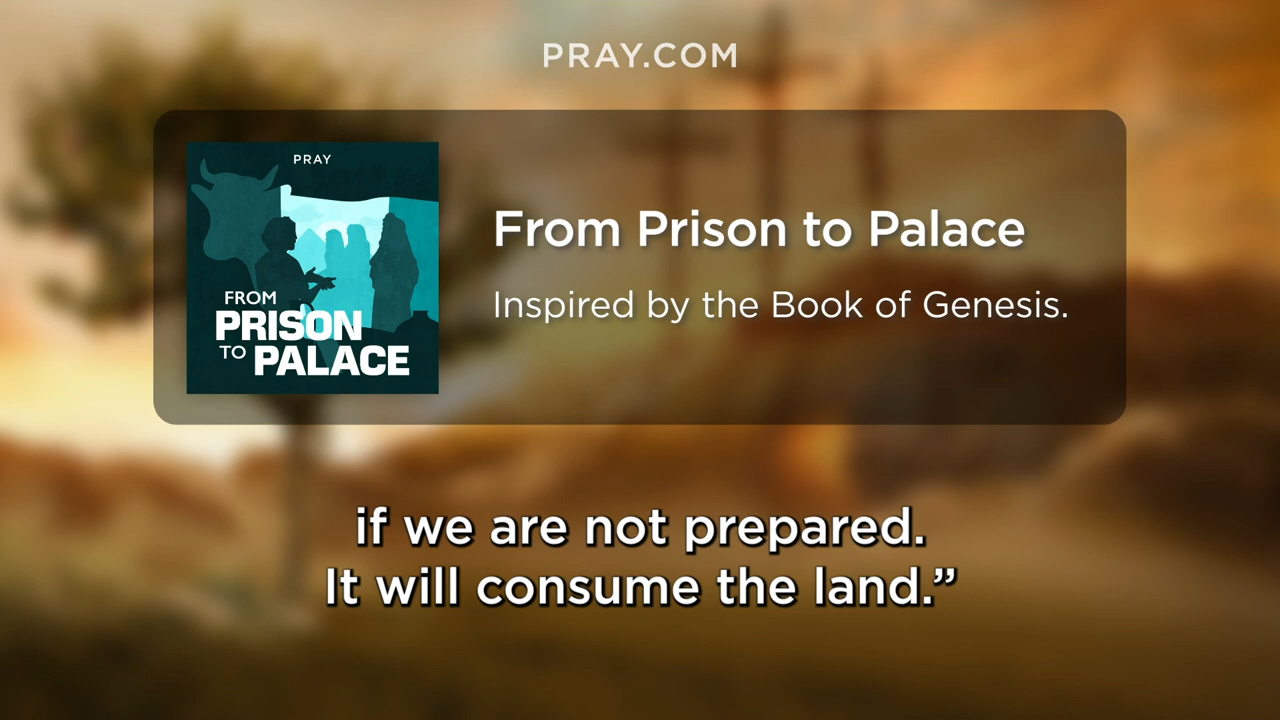 PRAY.COM
PRAY
FROM
PRISON
TO PALACE
From Prison to Palace
Inspired by the Book of Genesis.
if we are not prepared.
It will consume the land.”